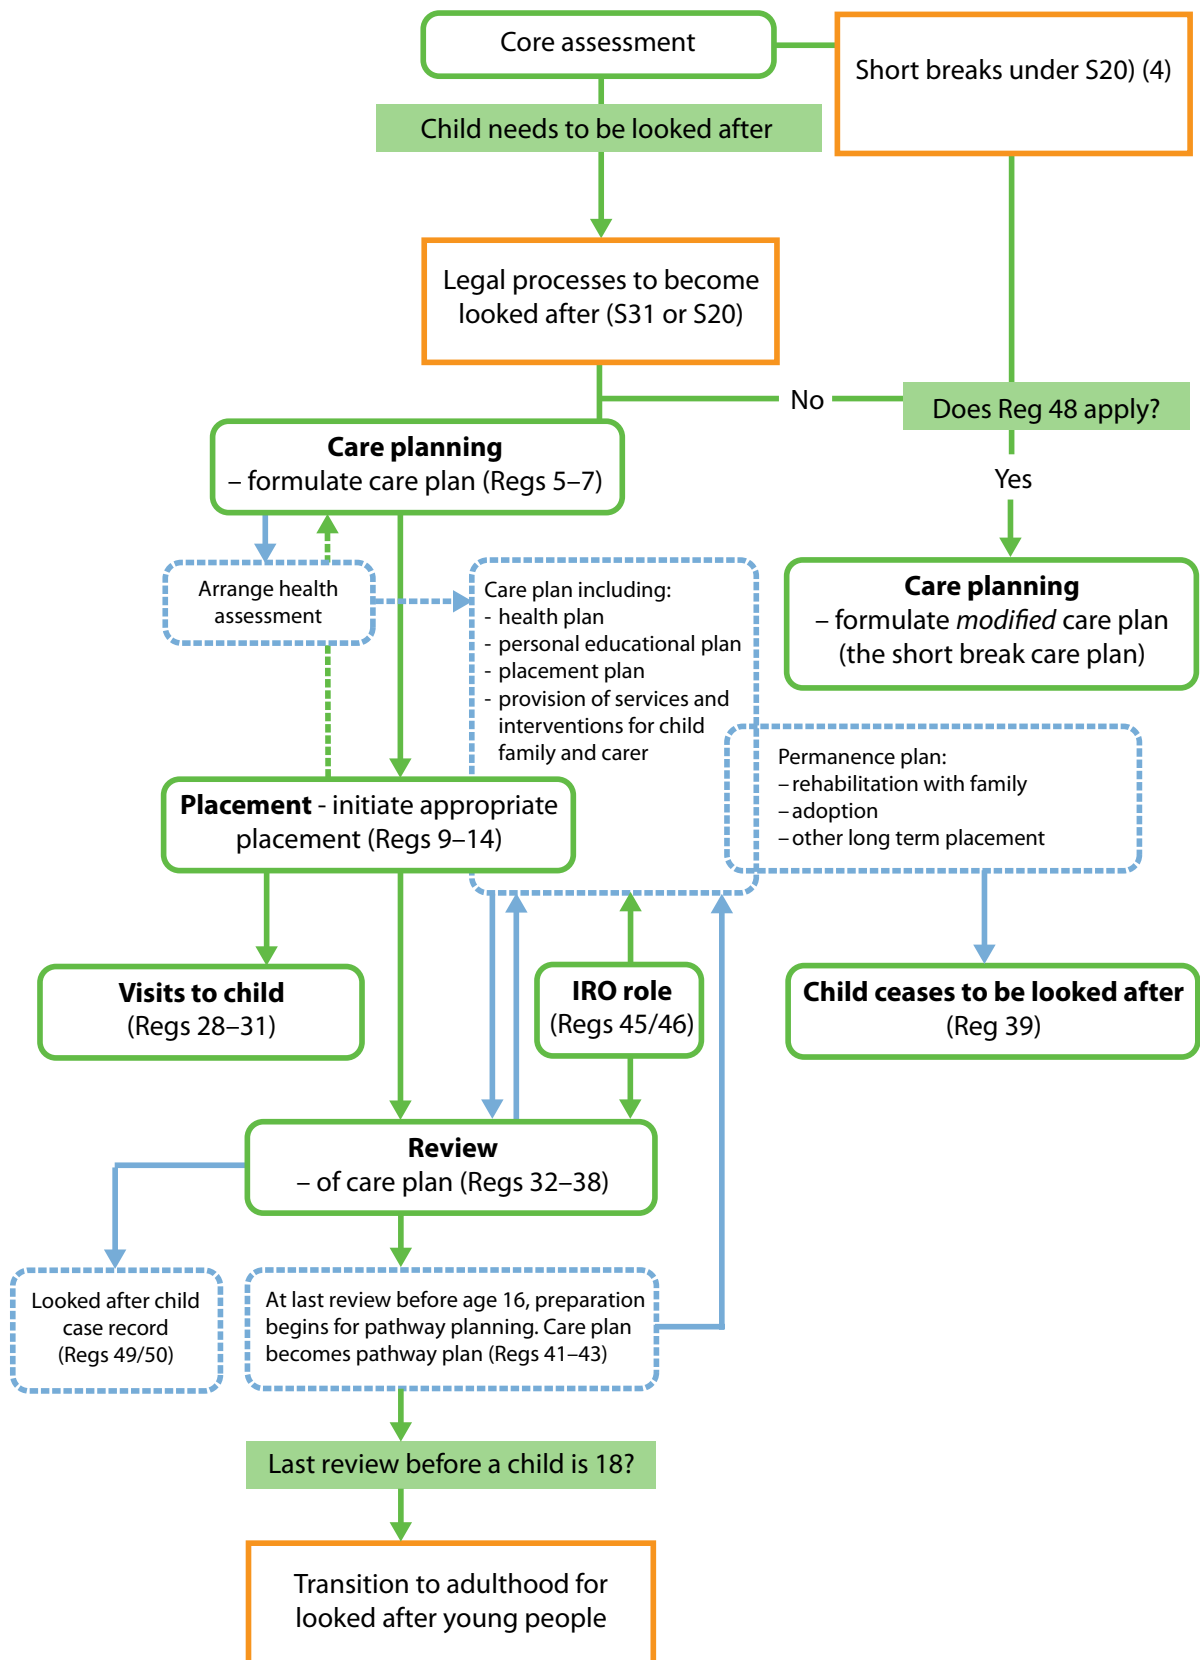 Core assessment
Short breaks under S20) (4)
Child needs to be looked after
Legal processes to become
looked after (S31 or S20)
No
Does Reg 48 apply?
Yes
Care planning
– formulate care plan (Regs 5–7)
Arrange health
assessment
Care plan including:
- health plan
- personal educational plan
- placement plan
- provision of services and
interventions for child
family and carer
Care planning
– formulate modified care plan
(the short break care plan)
Permanence plan:
– rehabilitation with family
– adoption
– other long term placement
Placement - initiate appropriate
placement (Regs 9–14)
Visits to child
(Regs 28–31)
IRO role
(Regs 45/46)
Child ceases to be looked after
(Reg 39)
Review
– of care plan (Regs 32–38)
Looked after child
case record
(Regs 49/50)
At last review before age 16, preparation
begins for pathway planning. Care plan
becomes pathway plan (Regs 41–43)
Last review before a child is 18?
Transition to adulthood for
looked after young people